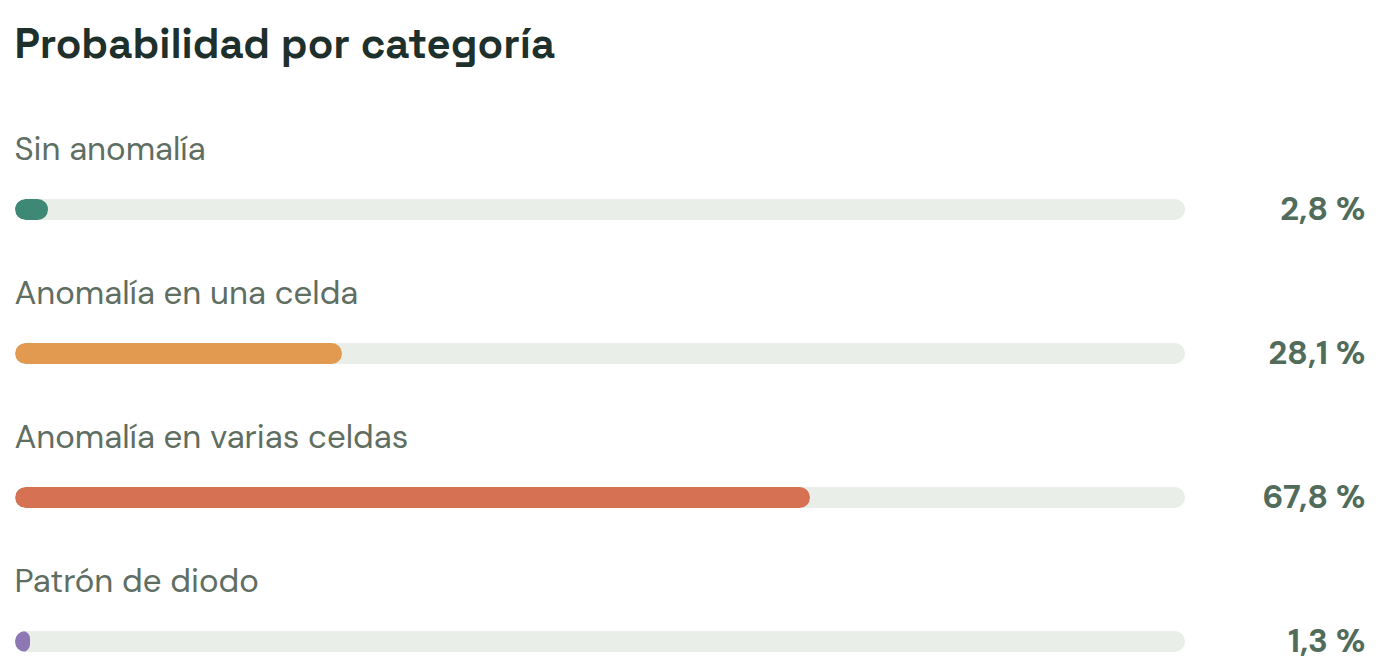 Probabilidad por categoría
Sin anomalía
2,8 %
Anomalía en una celda
28,1 %
Anomalía en varias celdas
67,8 %
Patrón de diodo
1,3 %